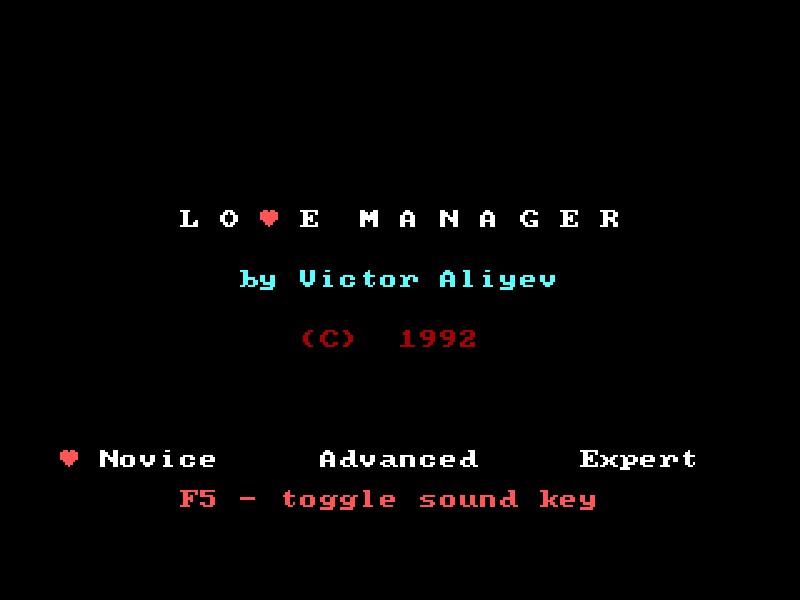 L O ♥ E  M A N A G E R
by Victor Aliyev
(C)  1992
♥ Novice     Advanced     Expert
F5 - toggle sound key